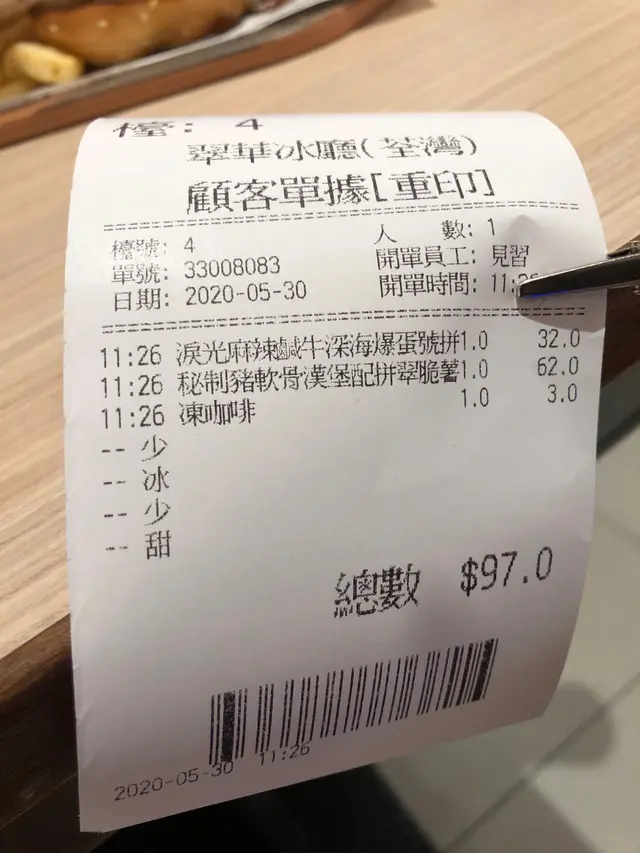 檯: 4
翠華冰廳(荃灣)
顧客單據[重印]
檯號: 4 人 數: 1
單號: 33008083 開單員工: 見習
日期: 2020-05-30 開單時間: 11:
11:26 淚光麻辣鹹牛深海爆蛋號拼1.0 32.0
11:26 秘制豬軟骨漢堡配拼翠脆薯1.0 62.0
11:26 凍咖啡 1.0 3.0
-- 少
-- 冰
-- 少
-- 甜
總數 $97.0
2020-05-30 11:26